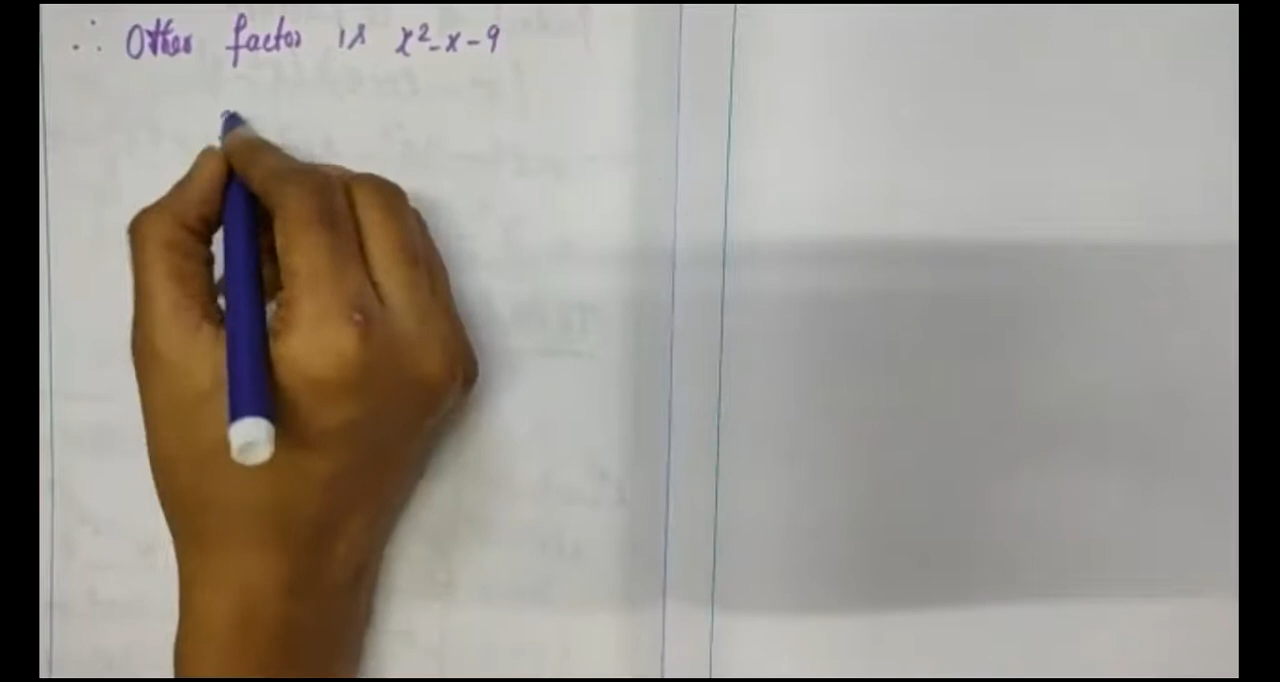 ∴ Other factor is x²-x-9